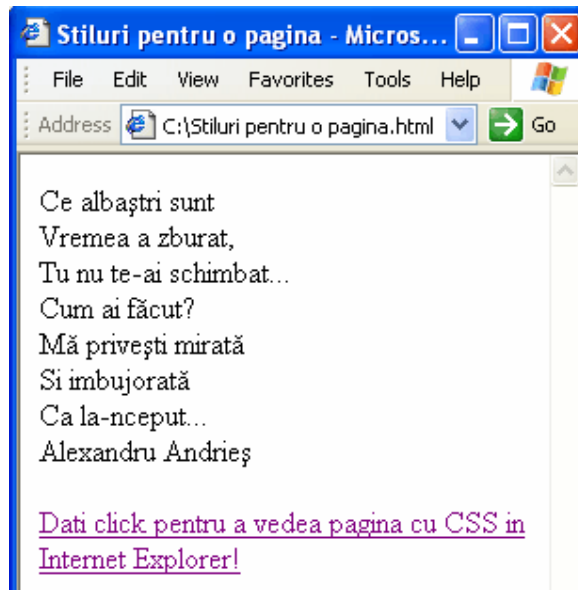 Stiluri pentru o pagina - Micros...
File Edit View Favorites Tools Help
Address C:\Stiluri pentru o pagina.html Go
Ce albaştri sunt
Vremea a zburat,
Tu nu te-ai schimbat...
Cum ai făcut?
Mă priveşti mirată
Si imbujorată
Ca la-nceput...
Alexandru Andrieş
Dati click pentru a vedea pagina cu CSS in
Internet Explorer!